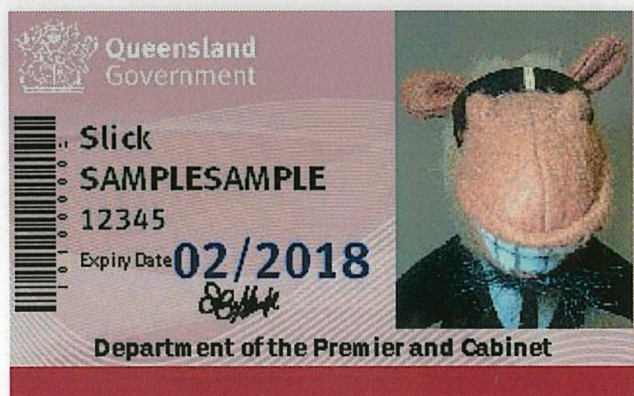 Queensland
Government
Slick
SAMPLESAMPLE
12345
Expiry Date 02/2018
Department of the Premier and Cabinet